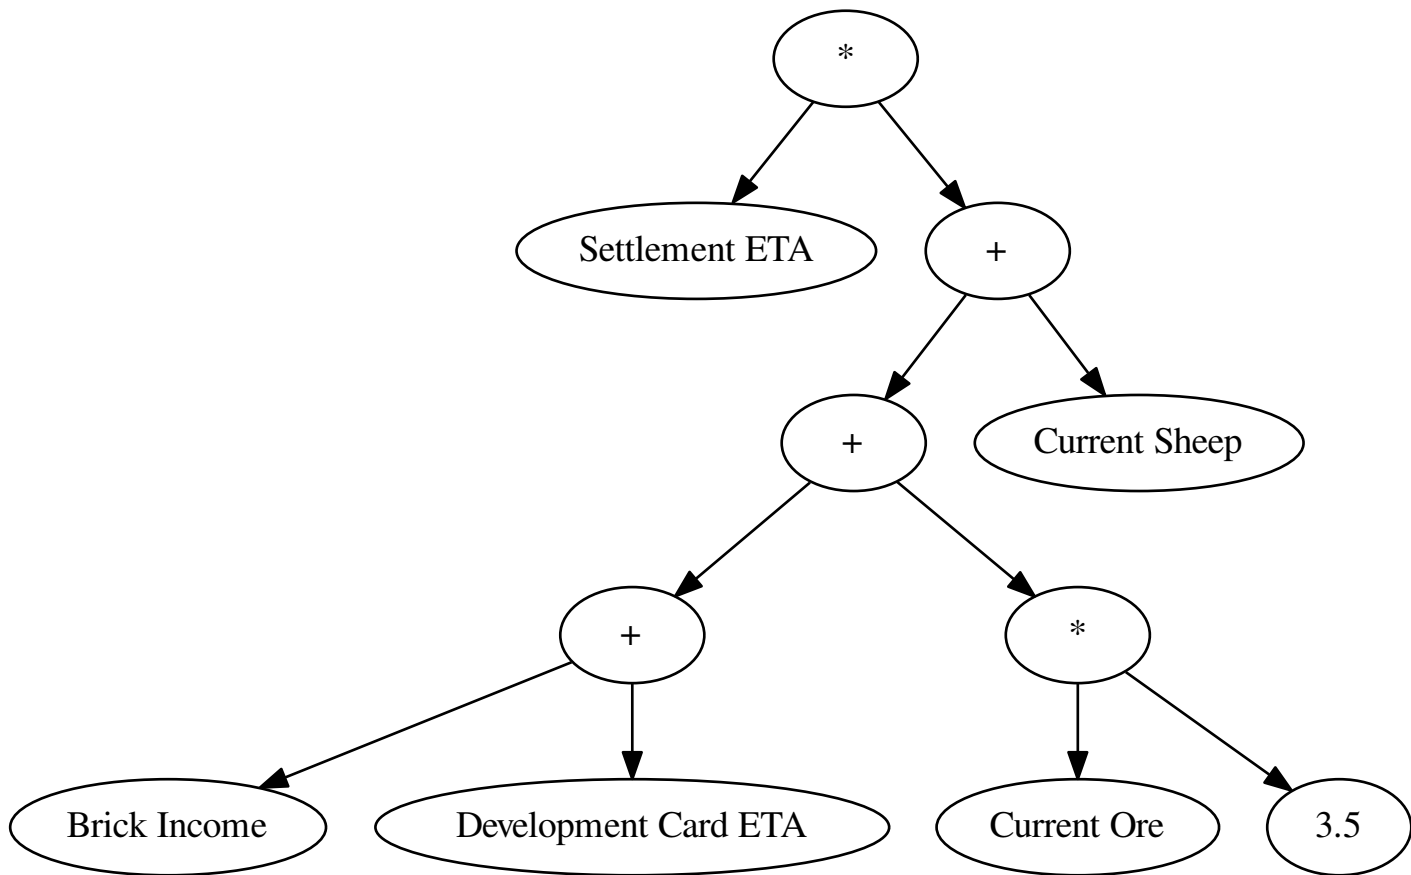 *
Settlement ETA
+
+
Current Sheep
+
*
Brick Income
Development Card ETA
Current Ore
3.5